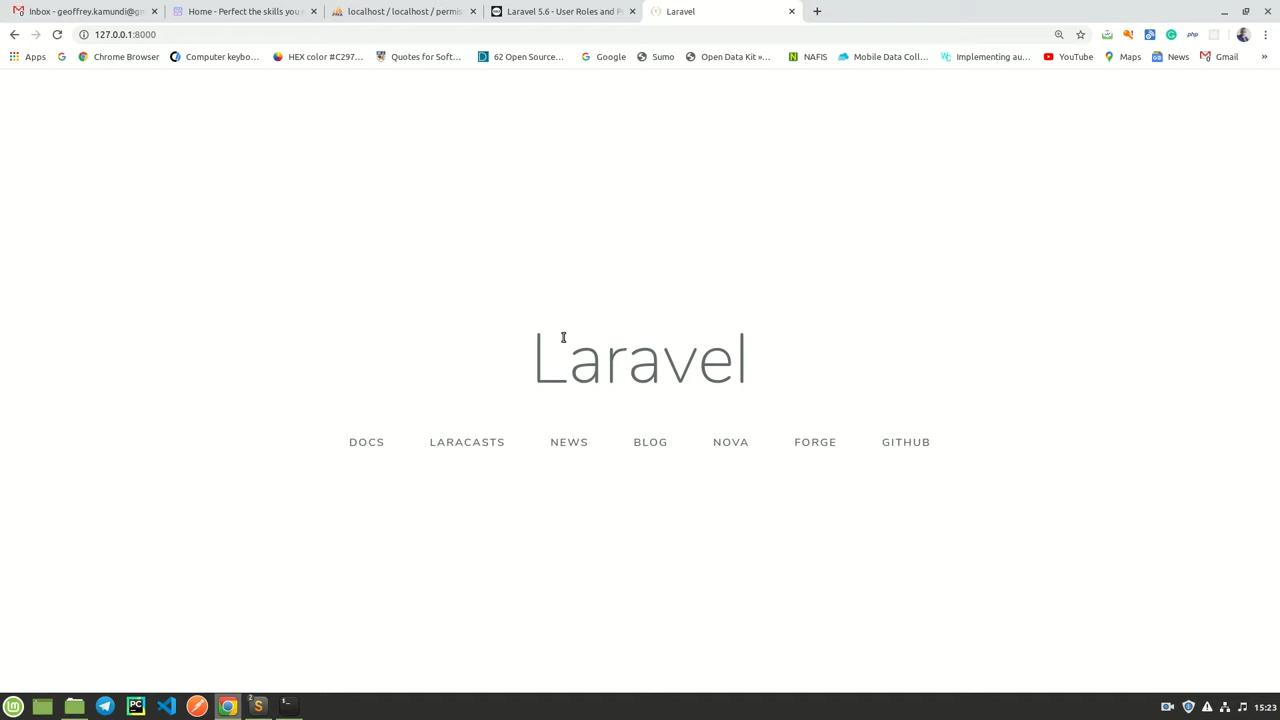 Inbox - geoffrey.kamundi@gm
Home - Perfect the skills you n
localhost / localhost / permis
Laravel 5.6 - User Roles and P
Laravel
127.0.0.1:8000
Apps
Chrome Browser
Computer keybo...
HEX color #C297...
Quotes for Soft...
62 Open Source...
Google
Sumo
Open Data Kit »...
NAFIS
Mobile Data Coll...
Implementing au...
YouTube
Maps
News
Gmail
»
Laravel
DOCS LARACASTS NEWS BLOG NOVA FORGE GITHUB
15:23